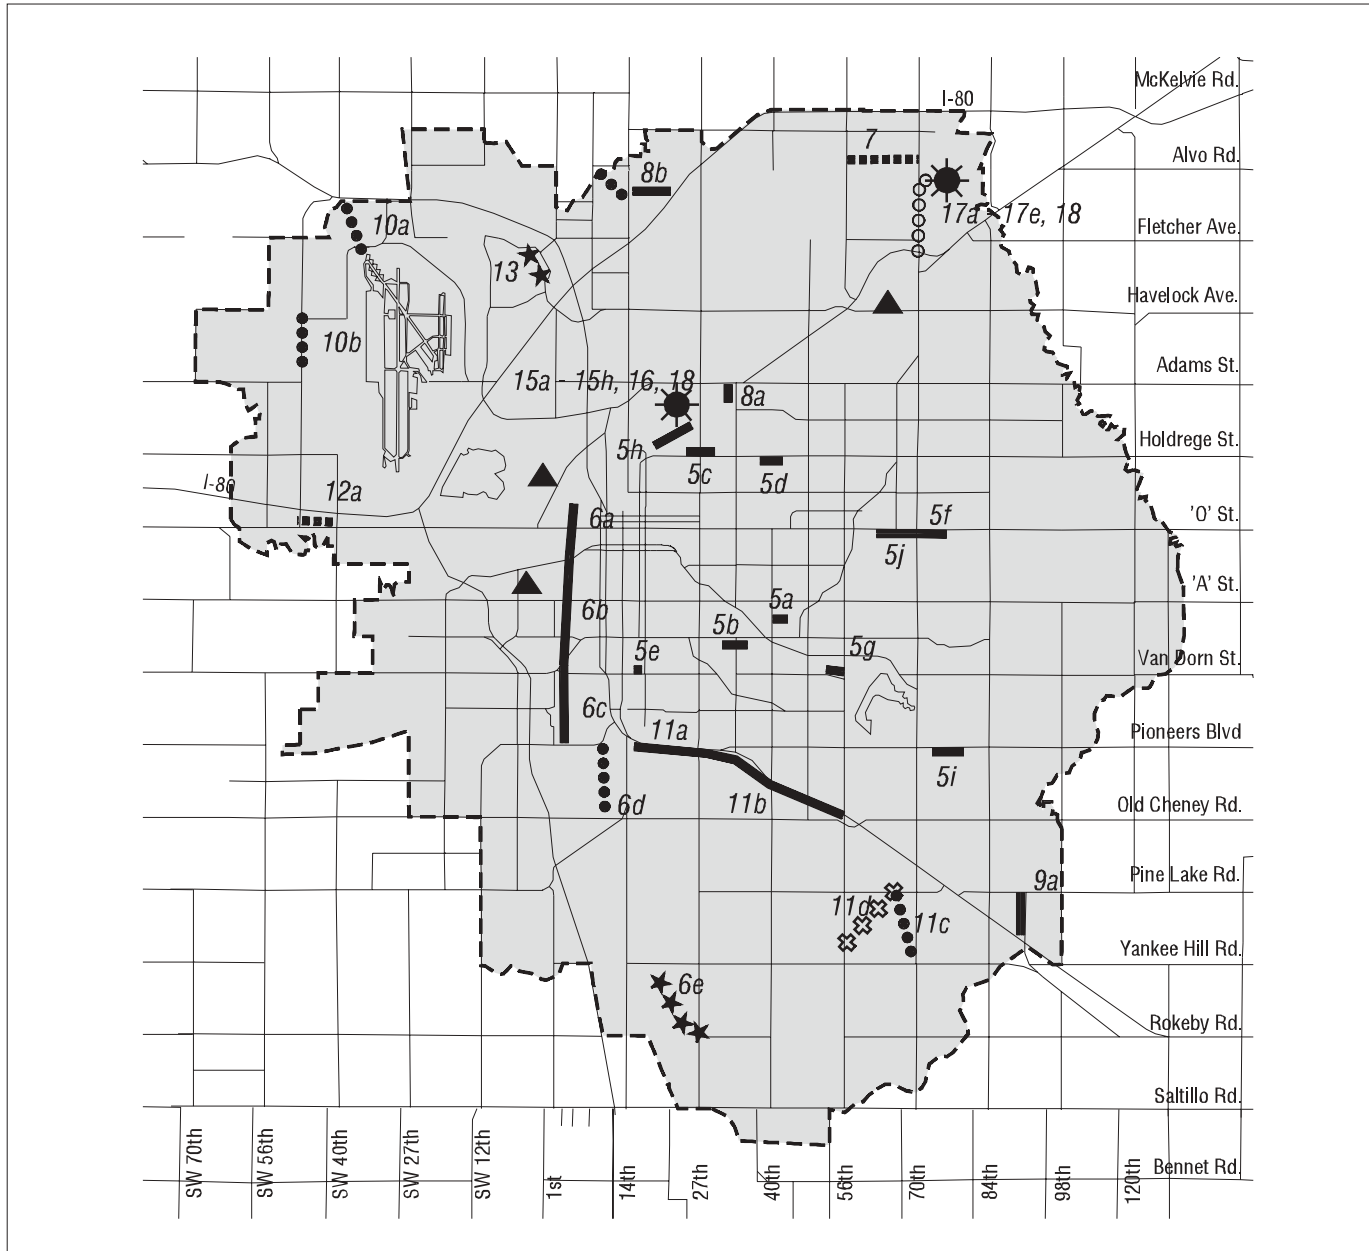 McKelvie Rd.
I-80
7
Alvo Rd.
8b
17a - 17e, 18
10a
Fletcher Ave.
13
Havelock Ave.
10b
Adams St.
15a - 15h, 16, 18
8a
Holdrege St.
5h
5c
5d
I-80
12a
6a
5f
'O' St.
5j
'A' St.
6b
5a
5b
5e
5g
Van Dorn St.
6c
11a
Pioneers Blvd
5i
6d
11b
Old Cheney Rd.
Pine Lake Rd.
9a
11d
11c
Yankee Hill Rd.
6e
Rokeby Rd.
Saltillo Rd.
Bennet Rd.
SW 70th
SW 56th
SW 40th
SW 27th
SW 12th
1st
14th
27th
40th
56th
70th
84th
98th
120th